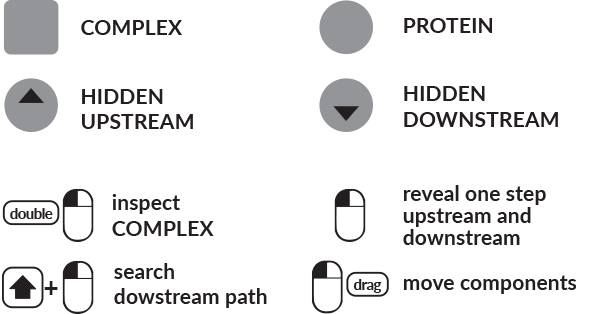 COMPLEX
PROTEIN
HIDDEN
UPSTREAM
HIDDEN
DOWNSTREAM
double
inspect
COMPLEX
reveal one step
upstream and
downstream
+
search
dowstream path
drag
move components